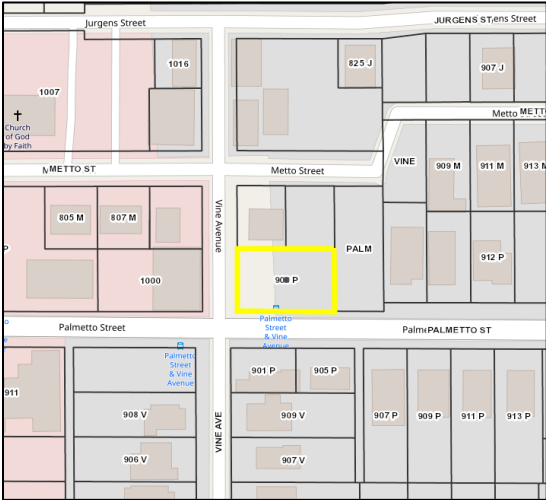 Jurgens Street
JURGENS ST
ens Street
1016
825 J
907 J
1007
Church
of God
by Faith
Metto
METT
METTO ST
Metto Street
VINE
909 M
911 M
913 M
805 M
807 M
Vine Avenue
PALM
P
912 P
1000
Palmetto Street
Palmetto
Street
& Vine
Avenue
Palm
PALMETTO ST
Palmetto
Street
& Vine
Avenue
901 P
905 P
911
908 V
909 V
907 P
909 P
911 P
913 P
VINE AVE
906 V
907 V